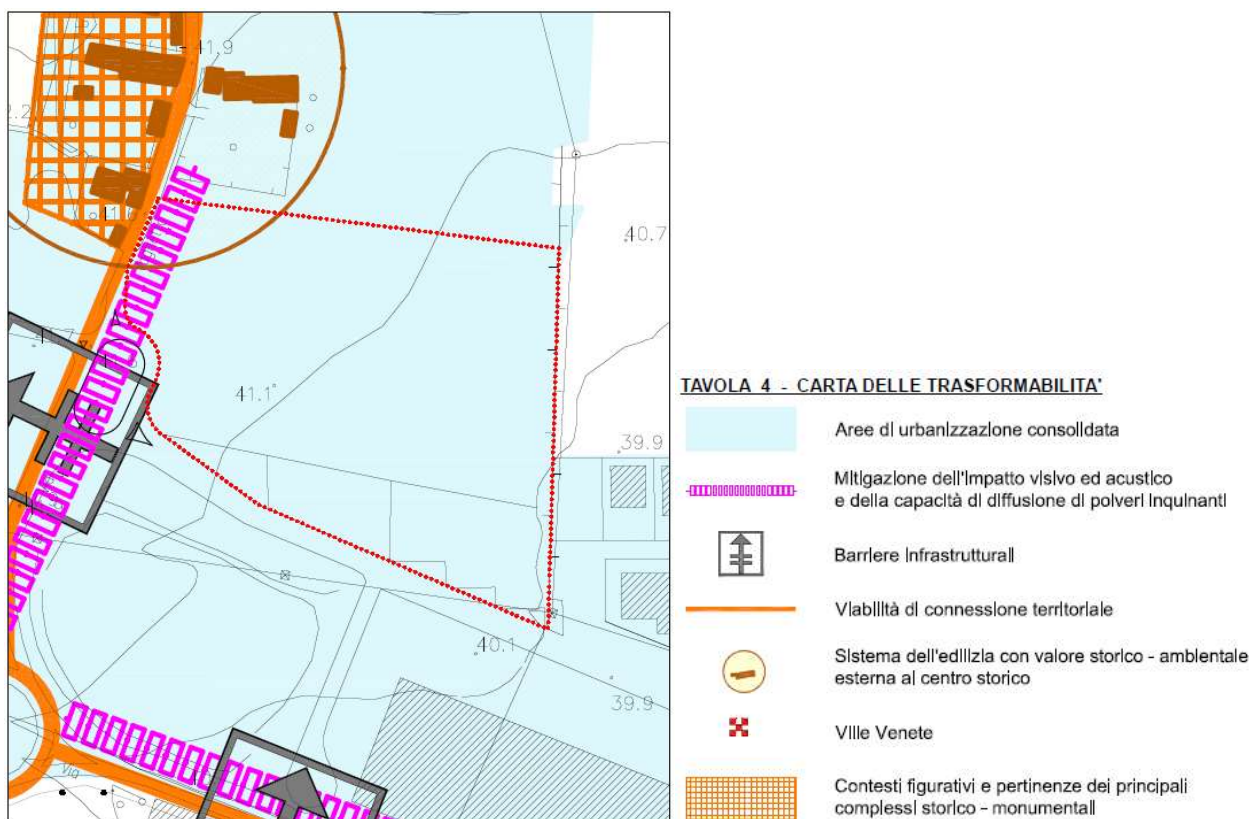 41.9
40.7
41.1
39.9
40.1
39.9
VIO
TAVOLA 4 - CARTA DELLE TRASFORMABILITA'
Aree di urbanizzazione consolidata
Mitigazione dell'impatto visivo ed acustico
e della capacità di diffusione di polveri inquinanti
Barriere infrastrutturali
Viabilità di connessione territoriale
Sistema dell'edilizia con valore storico - ambientale
esterna al centro storico
Ville Venete
Contesti figurativi e pertinenze dei principali
complessi storico - monumentali